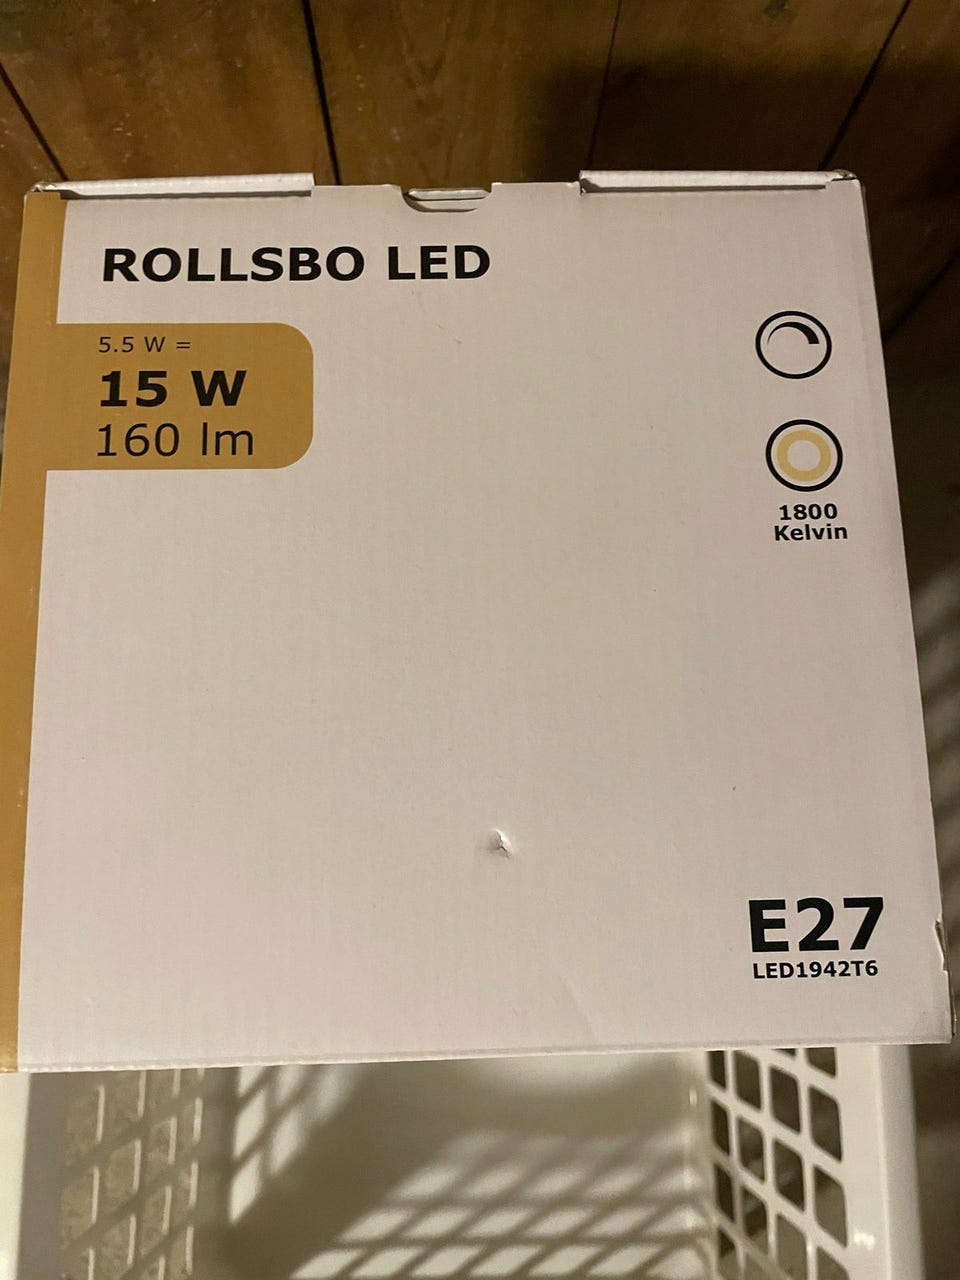 ROLLSBO LED
5.5 W =
15 W
160 lm
1800
Kelvin
E27
LED1942T6